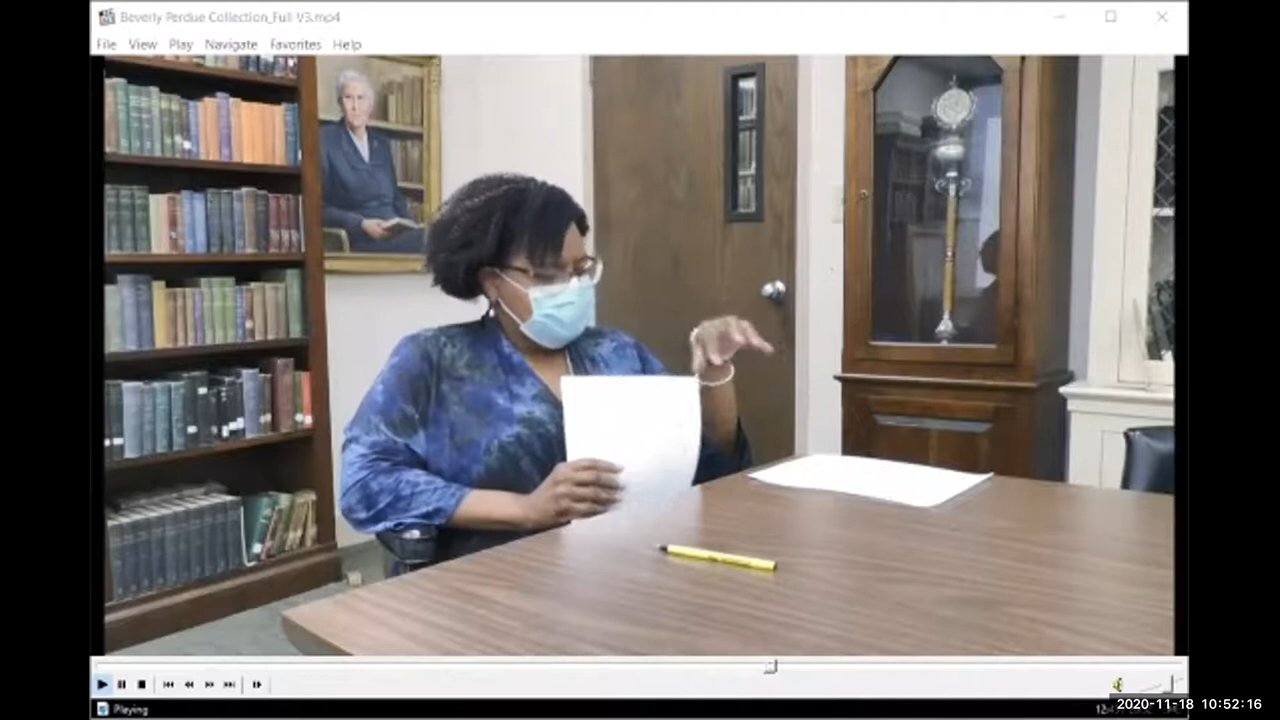 Beverly Perdue Collection_Full V3.mp4
File View Play Navigate Favorites Help
Playing
2020-11-18 10:52:16